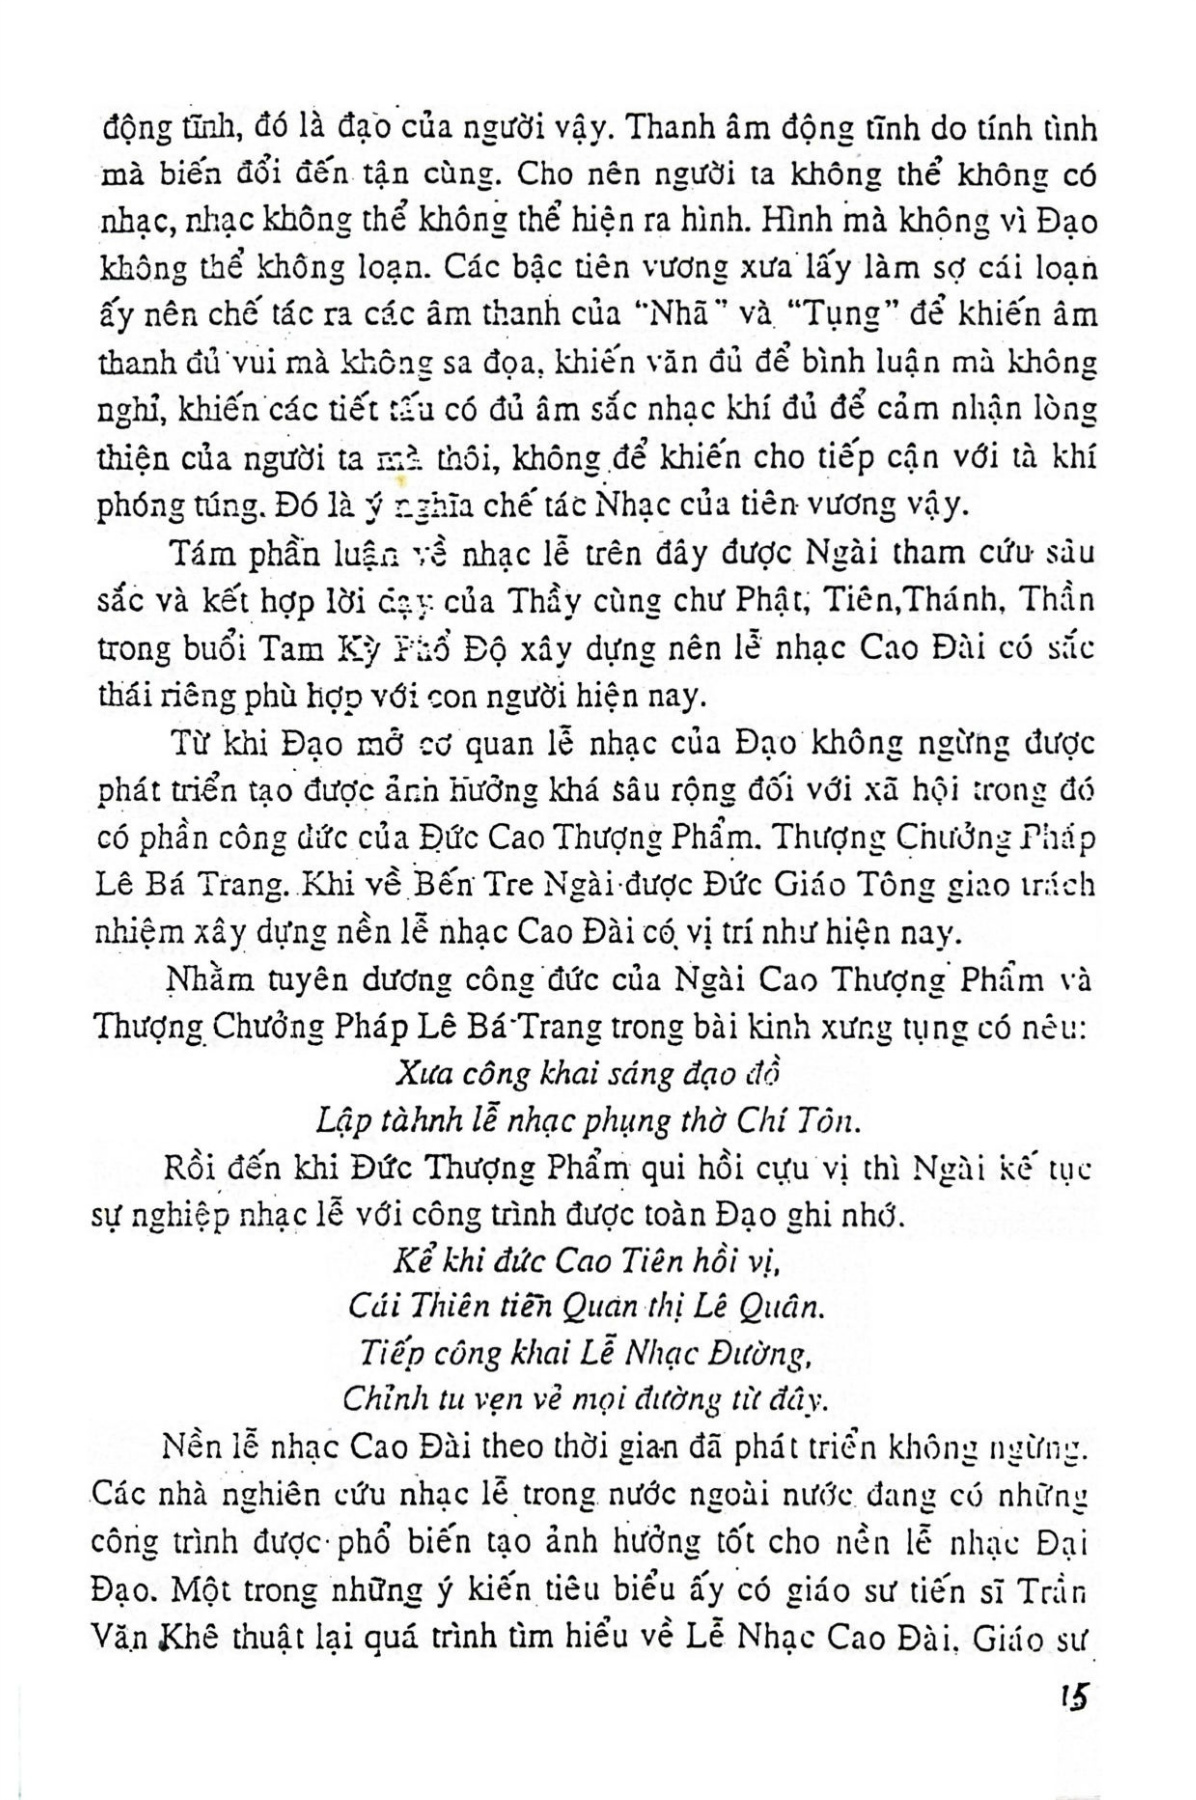 động tĩnh, đó là đạo của người vậy. Thanh âm động tĩnh do tính tình
mà biến đổi đến tận cùng. Cho nên người ta không thể không có
nhạc, nhạc không thể không thể hiện ra hình. Hình mà không vì Đạo
không thể không loạn. Các bậc tiên vương xưa lấy làm sợ cái loạn
ấy nên chế tác ra các âm thanh của “Nhã” và “Tụng” để khiến âm
thanh đủ vui mà không sa đọa, khiến văn đủ để bình luận mà không
nghỉ, khiến các tiết tấu có đủ âm sắc nhạc khí đủ để cảm nhận lòng
thiện của người ta mà thôi, không để khiến cho tiếp cận với tà khí
phóng túng. Đó là ý nghĩa chế tác Nhạc của tiên vương vậy.
Tám phần luận về nhạc lễ trên đây được Ngài tham cứu sâu
sắc và kết hợp lời dạy của Thầy cùng chư Phật, Tiên,Thánh, Thần
trong buổi Tam Kỳ Phổ Độ xây dựng nên lễ nhạc Cao Đài có sắc
thái riêng phù hợp với con người hiện nay.
Từ khi Đạo mở cơ quan lễ nhạc của Đạo không ngừng được
phát triển tạo được ảnh hưởng khá sâu rộng đối với xã hội trong đó
có phần công đức của Đức Cao Thượng Phẩm. Thượng Chưởng Pháp
Lê Bá Trang. Khi về Bến Tre Ngài được Đức Giáo Tông giao trách
nhiệm xây dựng nền lễ nhạc Cao Đài có vị trí như hiện nay.
Nhằm tuyên dương công đức của Ngài Cao Thượng Phẩm và
Thượng Chưởng Pháp Lê Bá Trang trong bài kinh xưng tụng có nêu:
Xưa công khai sáng đạo đồ
Lập tàhnh lễ nhạc phụng thờ Chí Tôn.
Rồi đến khi Đức Thượng Phẩm qui hồi cựu vị thì Ngài kế tục
sự nghiệp nhạc lễ với công trình được toàn Đạo ghi nhớ.
Kể khi đức Cao Tiên hồi vị,
Cái Thiên tiền Quan thị Lê Quân.
Tiếp công khai Lễ Nhạc Đường,
Chỉnh tu vẹn vẻ mọi đường từ đây.
Nền lễ nhạc Cao Đài theo thời gian đã phát triển không ngừng.
Các nhà nghiên cứu nhạc lễ trong nước ngoài nước đang có những
công trình được phổ biến tạo ảnh hưởng tốt cho nền lễ nhạc Đại
Đạo. Một trong những ý kiến tiêu biểu ấy có giáo sư tiến sĩ Trần
Văn Khê thuật lại quá trình tìm hiểu về Lễ Nhạc Cao Đài. Giáo sư
15